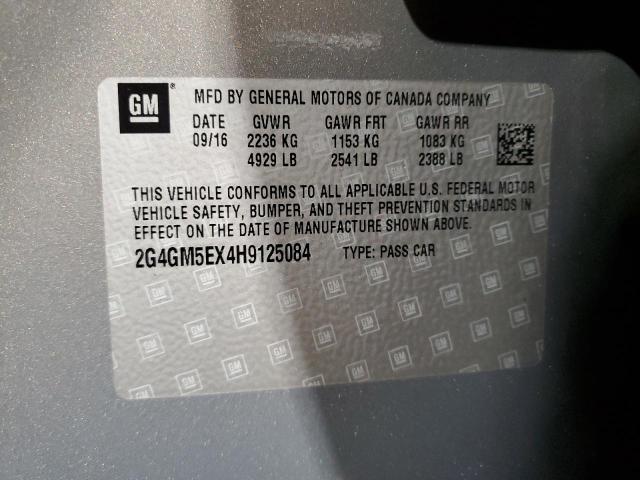 GM ® MFD BY GENERAL MOTORS OF CANADA COMPANY
DATE GVWR GAWR FRT GAWR RR
09/16 2236 KG 1153 KG 1083 KG
4929 LB 2541 LB 2388 LB
THIS VEHICLE CONFORMS TO ALL APPLICABLE U.S. FEDERAL MOTOR
VEHICLE SAFETY, BUMPER, AND THEFT PREVENTION STANDARDS IN
EFFECT ON THE DATE OF MANUFACTURE SHOWN ABOVE.
2G4GM5EX4H9125084 TYPE: PASS CAR